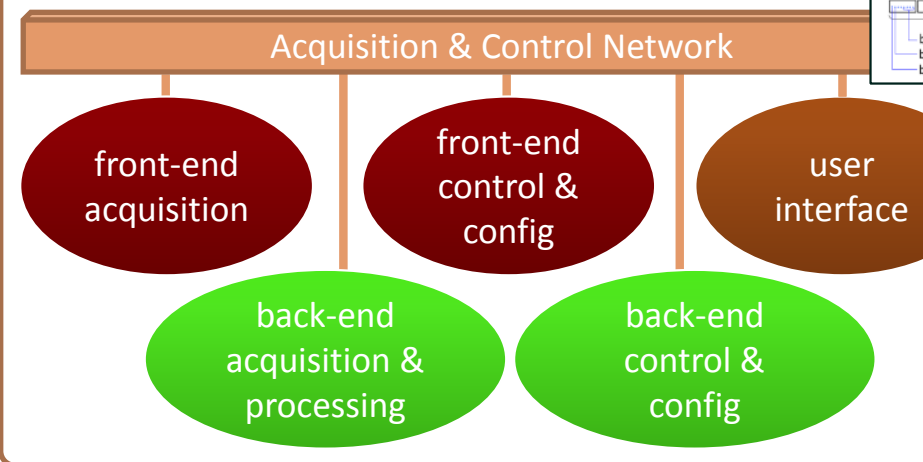 Acquisition & Control Network
front-end
acquisition
front-end
control &
config
user
interface
back-end
acquisition &
processing
back-end
control &
config